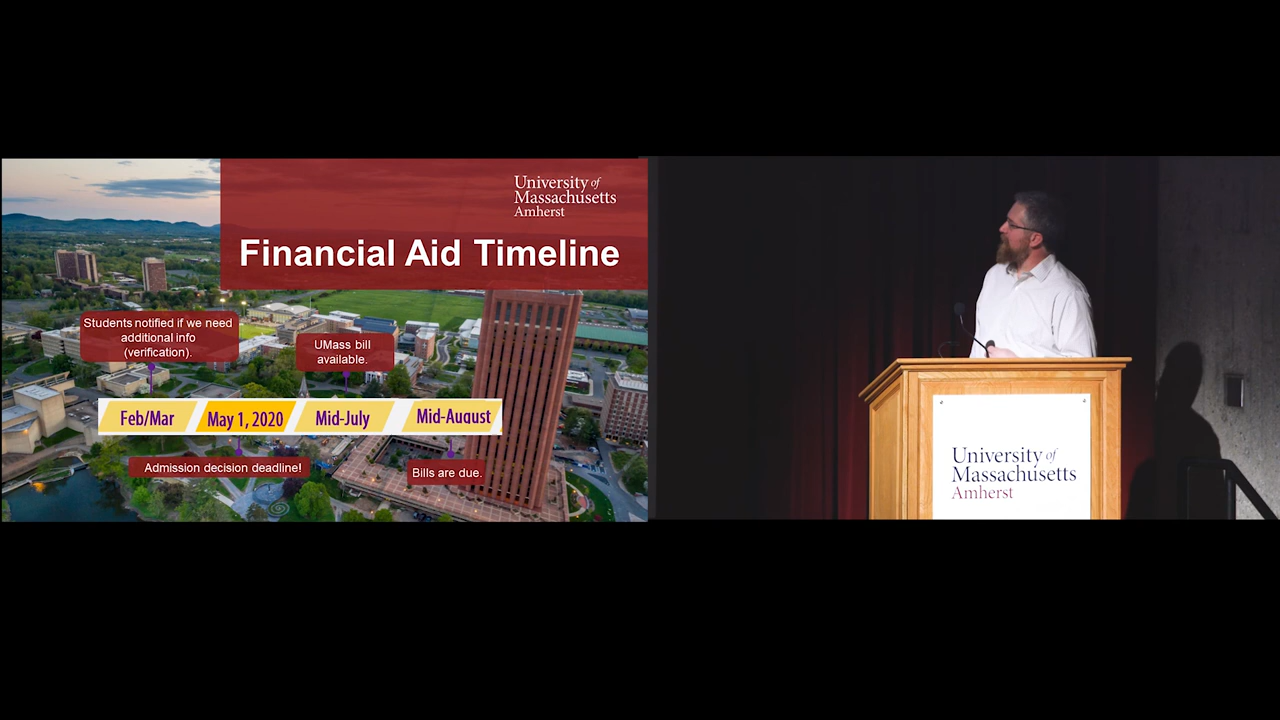 University of
Massachusetts
Amherst
Financial Aid Timeline
Students notified if we need
additional info
(verification).
UMass bill
available.
Feb/Mar
May 1, 2020
Mid-July
Mid-August
Admission decision deadline!
Bills are due.
University of
Massachusetts
Amherst